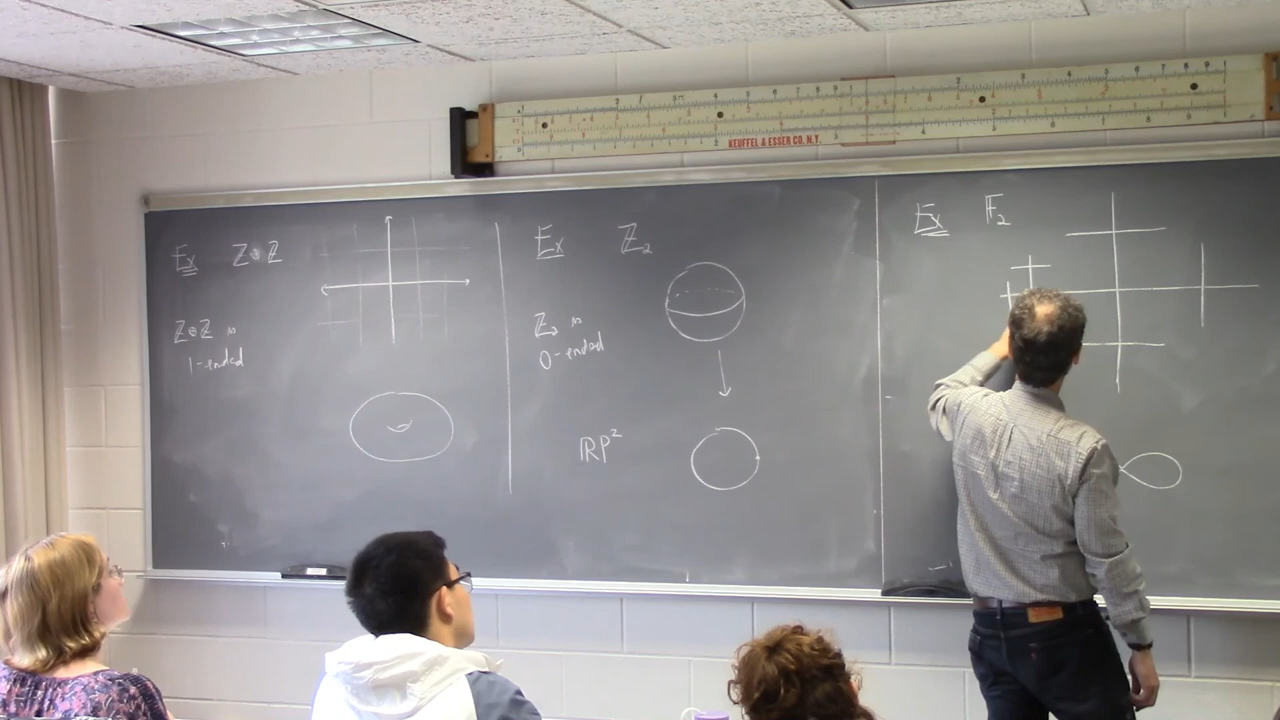 KEUFFEL & ESSER CO. N.Y.
Ex Z⊕Z
Z⊕Z is
1-ended
Ex Z₂
Z₂ is
0-ended
RP²
Ex F₂